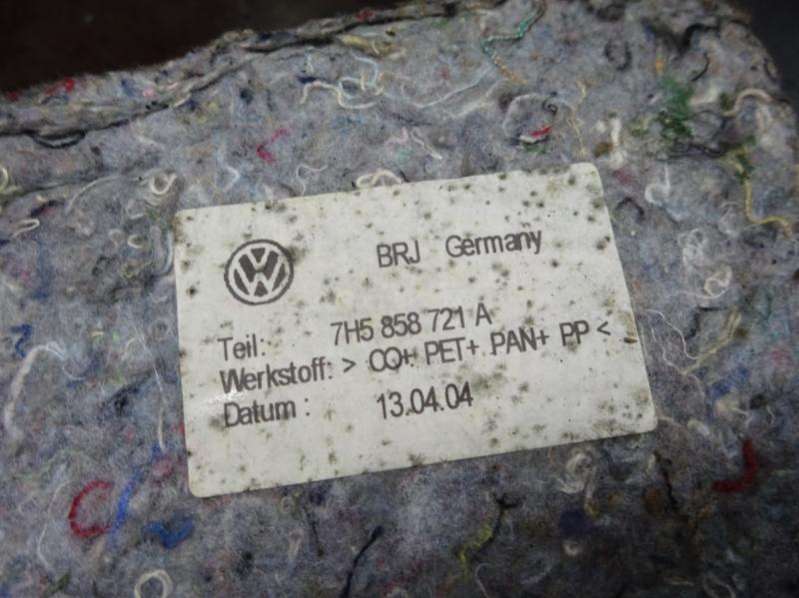 BRJ Germany
Teil: 7H5 858 721 A
Werkstoff: > CO+ PET+ PAN+ PP <
Datum : 13.04.04